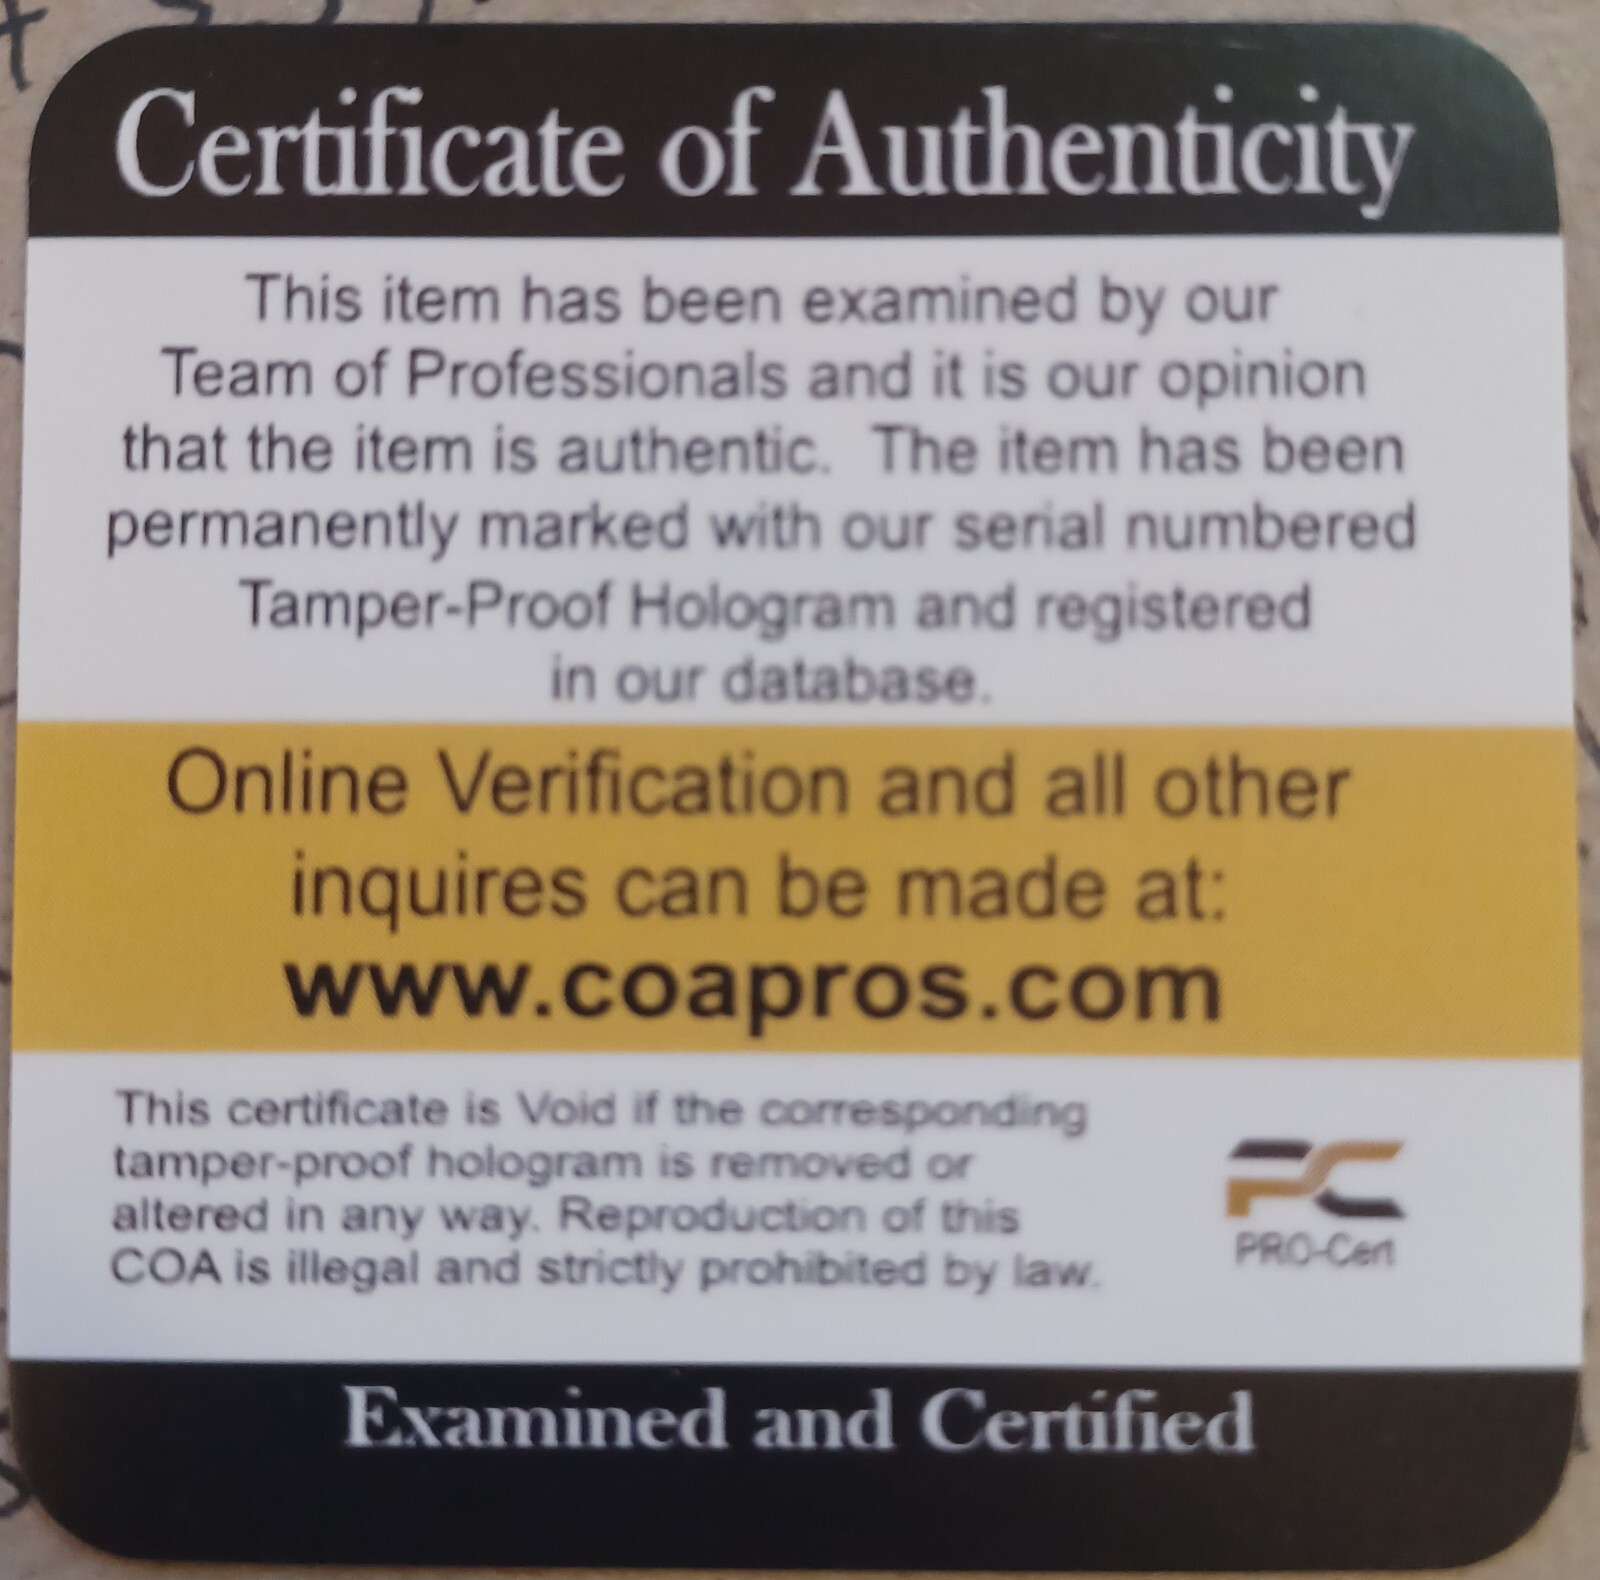 Certificate of Authenticity
This item has been examined by our
Team of Professionals and it is our opinion
that the item is authentic. The item has been
permanently marked with our serial numbered
Tamper-Proof Hologram and registered
in our database.
Online Verification and all other
inquires can be made at:
www.coapros.com
This certificate is Void if the corresponding
tamper-proof hologram is removed or
altered in any way. Reproduction of this
COA is illegal and strictly prohibited by law.
PC
PRO-Cert
Examined and Certified